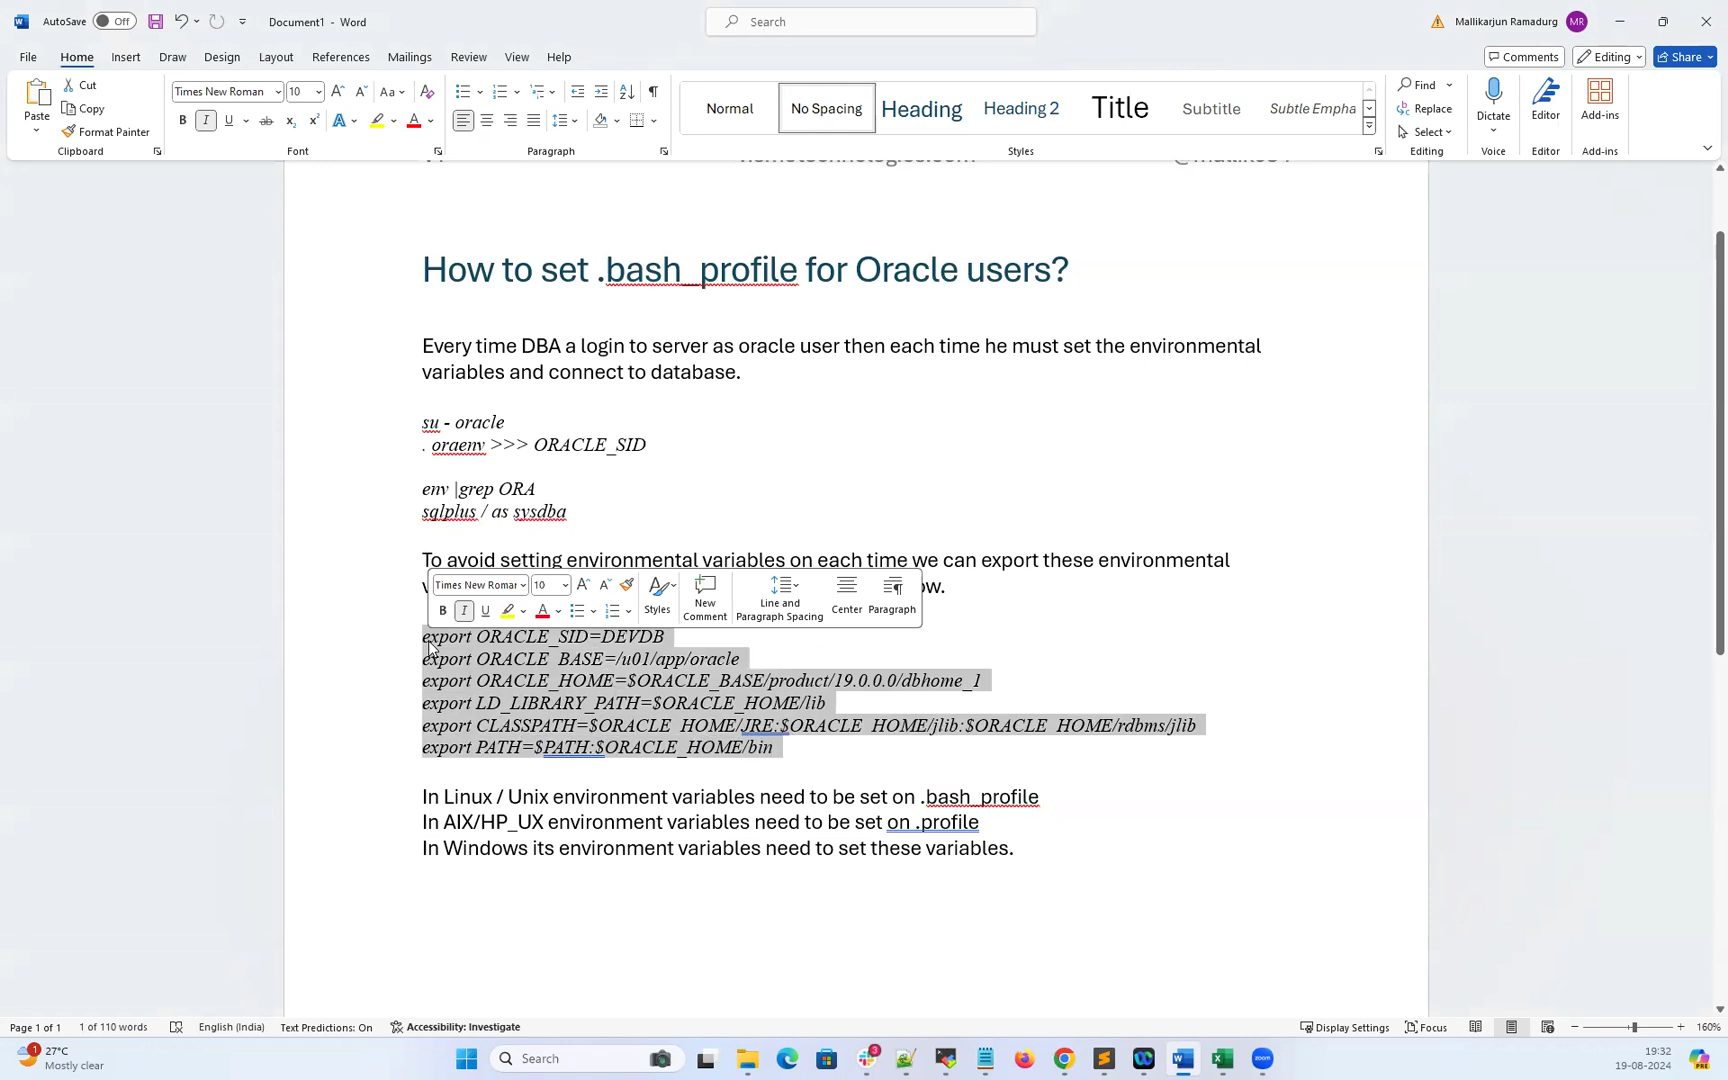 AutoSave Off Document1 - Word Search Mallikarjun Ramadurg MR
File Home Insert Draw Design Layout References Mailings Review View Help Comments Editing Share
Paste Cut Copy Format Painter Clipboard
Times New Roman 10 Font
Paragraph
Normal No Spacing Heading Heading 2 Title Subtitle Subtle Empha Styles
Find Replace Select Editing
Dictate Voice
Editor Editor
Add-ins Add-ins
How to set .bash_profile for Oracle users?
Every time DBA a login to server as oracle user then each time he must set the environmental
variables and connect to database.
su - oracle
. oraenv >>> ORACLE_SID
env |grep ORA
sqlplus / as sysdba
To avoid setting environmental variables on each time we can export these environmental
Times New Roman 10 Styles New Comment Line and Paragraph Spacing Center Paragraph
export ORACLE_SID=DEVDB
export ORACLE_BASE=/u01/app/oracle
export ORACLE_HOME=$ORACLE_BASE/product/19.0.0.0/dbhome_1
export LD_LIBRARY_PATH=$ORACLE_HOME/lib
export CLASSPATH=$ORACLE_HOME/JRE:$ORACLE_HOME/jlib:$ORACLE_HOME/rdbms/jlib
export PATH=$PATH:$ORACLE_HOME/bin
In Linux / Unix environment variables need to be set on .bash_profile
In AIX/HP_UX environment variables need to be set on .profile
In Windows its environment variables need to set these variables.
Page 1 of 1 1 of 110 words English (India) Text Predictions: On Accessibility: Investigate Display Settings Focus 160%
1 27°C Mostly clear Search 3 zoom 19:32 19-08-2024 PRE